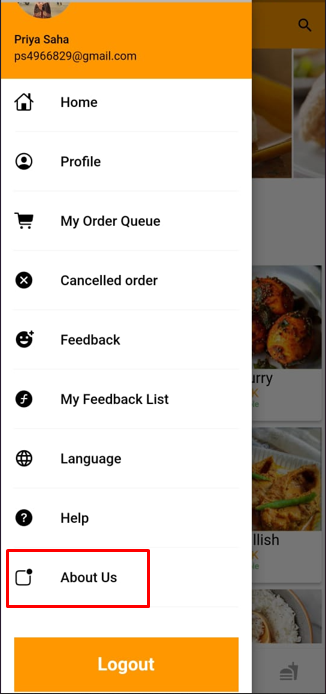 Priya Saha
ps4966829@gmail.com
Home
Profile
My Order Queue
Cancelled order
Feedback
My Feedback List
urry
K
Language
llish
K
Help
About Us
Logout